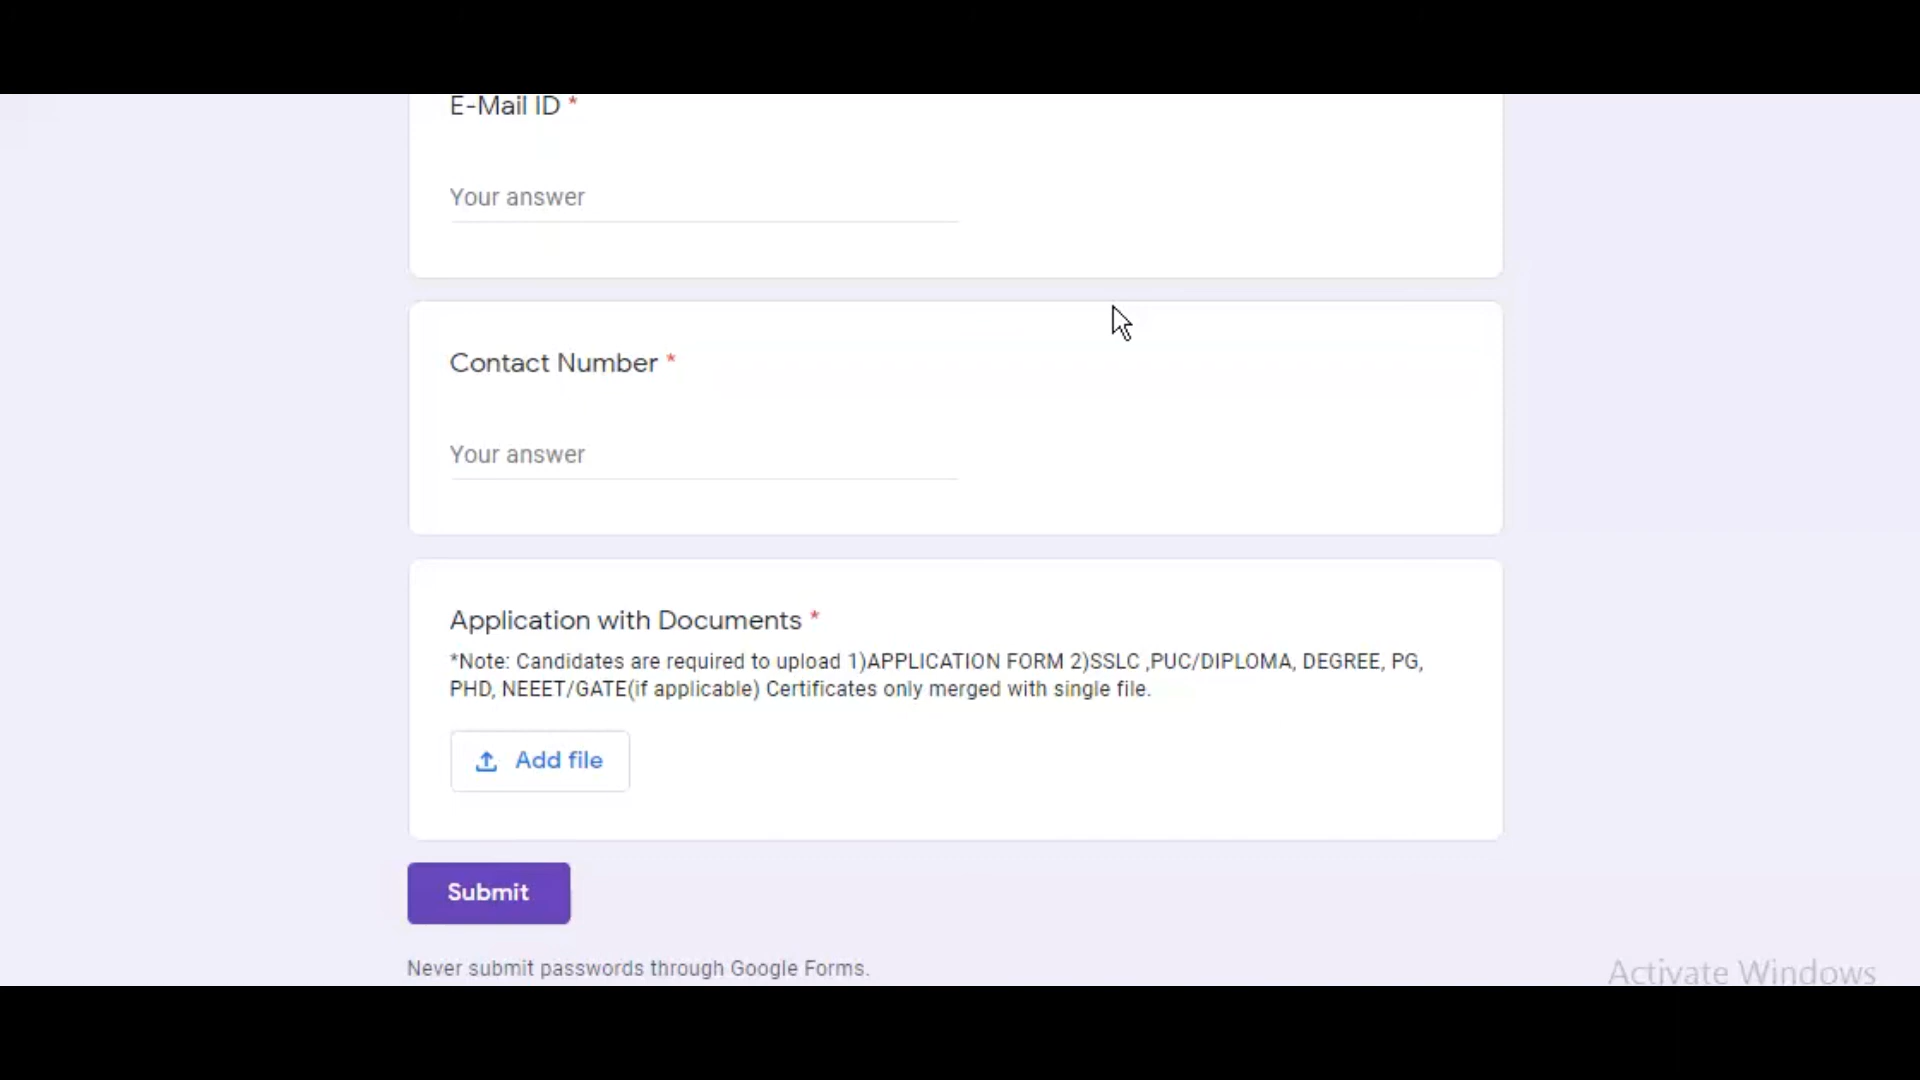 E-Mail ID *
Your answer
Contact Number *
Your answer
Application with Documents *
*Note: Candidates are required to upload 1)APPLICATION FORM 2)SSLC ,PUC/DIPLOMA, DEGREE, PG,
PHD, NEEET/GATE(if applicable) Certificates only merged with single file.
Add file
Submit
Never submit passwords through Google Forms.
Activate Windows